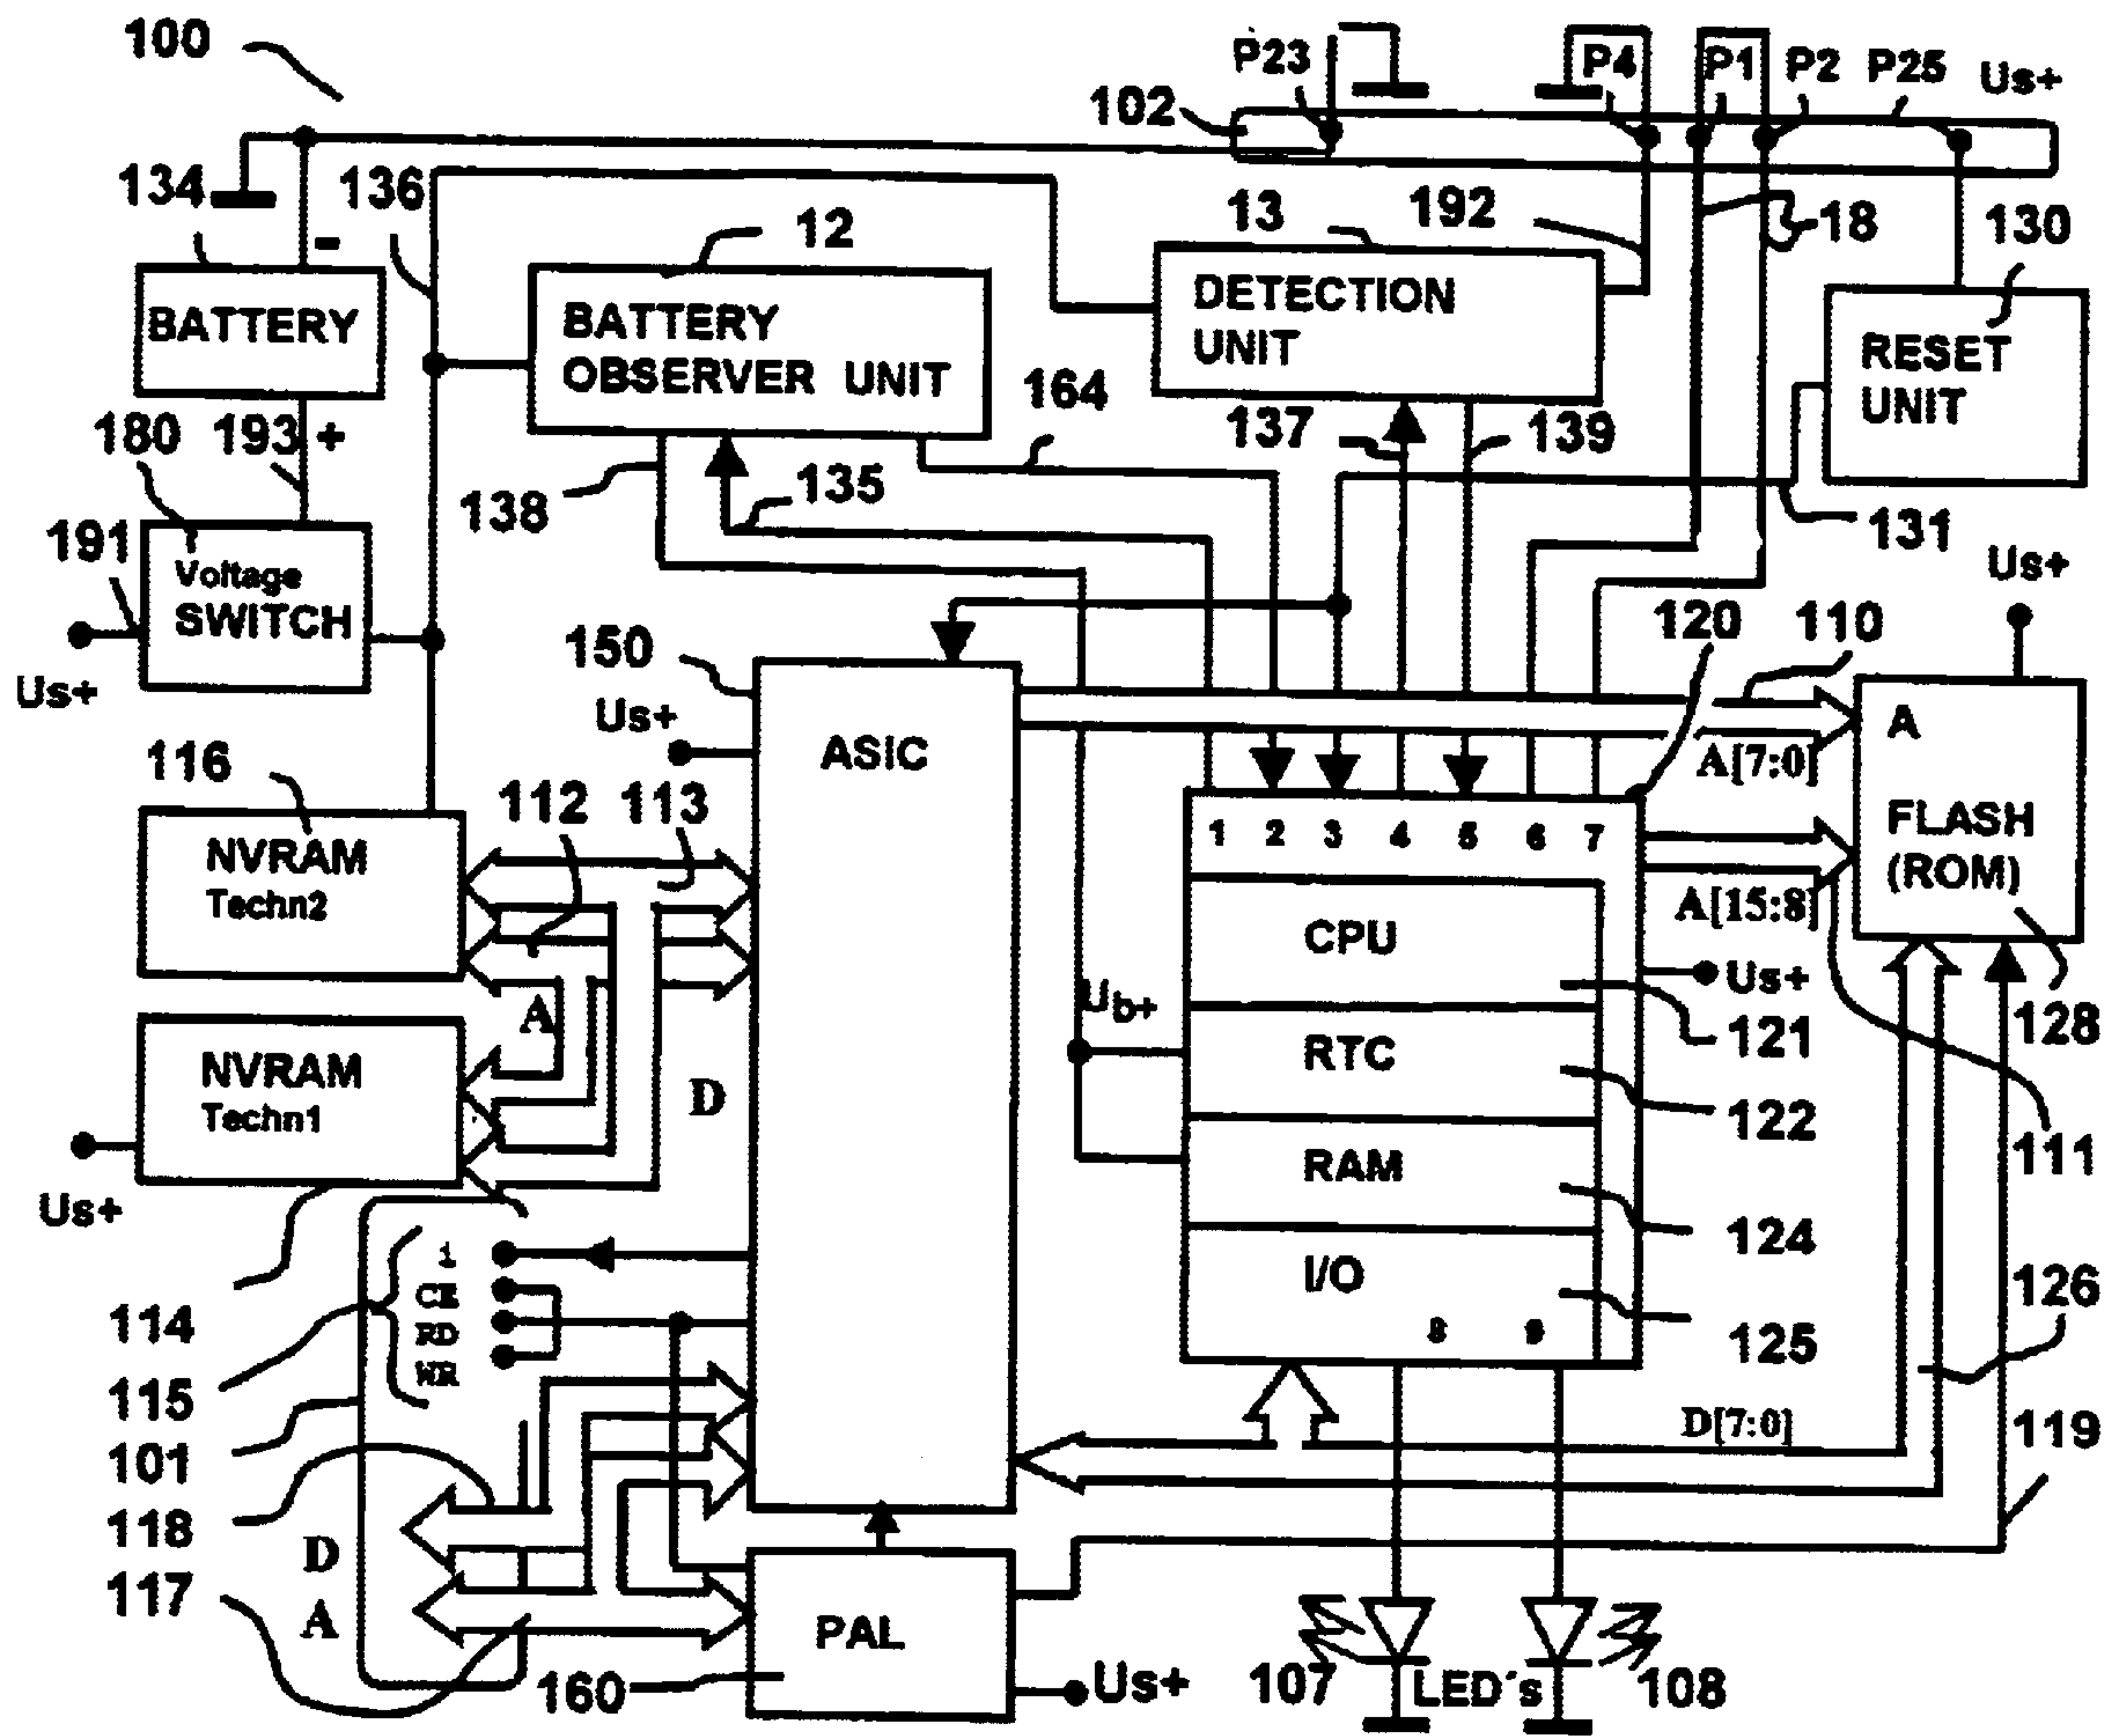 100
P23
P4
P1
P2
P25
Us+
102
134
136
12
13
192
18
130
-
BATTERY
BATTERY
OBSERVER UNIT
DETECTION
UNIT
RESET
UNIT
180
193
+
164
137
139
138
135
131
191
Voltage
SWITCH
Us+
Us+
150
120
110
Us+
ASIC
A
A[7:0]
116
112
113
NVRAM
Techn2
1 2 3 4 5 6 7
FLASH
(ROM)
A[15:8]
CPU
Us+
A
Ub+
121
128
NVRAM
Techn1
D
RTC
122
111
Us+
RAM
124
1
CE
RD
WR
I/O
126
114
8 9
125
115
D[7:0]
119
101
118
D
117
A
PAL
160
Us+
107
LED´s
108